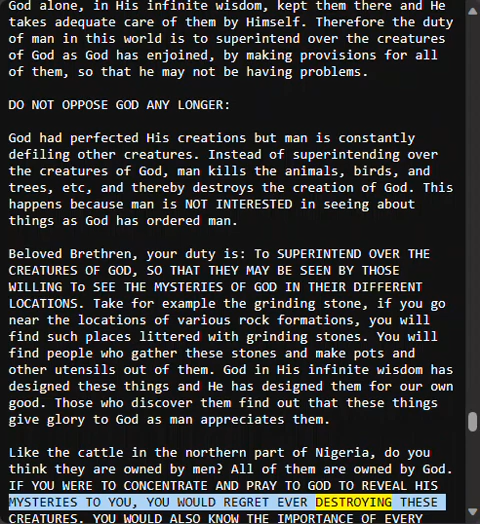 God alone, in His infinite wisdom, kept them there and He
takes adequate care of them by Himself. Therefore the duty
of man in this world is to superintend over the creatures
of God as God has enjoined, by making provisions for all
of them, so that he may not be having problems.
DO NOT OPPOSE GOD ANY LONGER:
God had perfected His creations but man is constantly
defiling other creatures. Instead of superintending over
the creatures of God, man kills the animals, birds, and
trees, etc, and thereby destroys the creation of God. This
happens because man is NOT INTERESTED in seeing about
things as God has ordered man.
Beloved Brethren, your duty is: To SUPERINTEND OVER THE
CREATURES OF GOD, SO THAT THEY MAY BE SEEN BY THOSE
WILLING To SEE THE MYSTERIES OF GOD IN THEIR DIFFERENT
LOCATIONS. Take for example the grinding stone, if you go
near the locations of various rock formations, you will
find such places littered with grinding stones. You will
find people who gather these stones and make pots and
other utensils out of them. God in His infinite wisdom has
designed these things and He has designed them for our own
good. Those who discover them find out that these things
give glory to God as man appreciates them.
Like the cattle in the northern part of Nigeria, do you
think they are owned by men? All of them are owned by God.
IF YOU WERE TO CONCENTRATE AND PRAY TO GOD TO REVEAL HIS
MYSTERIES TO YOU, YOU WOULD REGRET EVER DESTROYING THESE
CREATURES. YOU WOULD ALSO KNOW THE IMPORTANCE OF EVERY